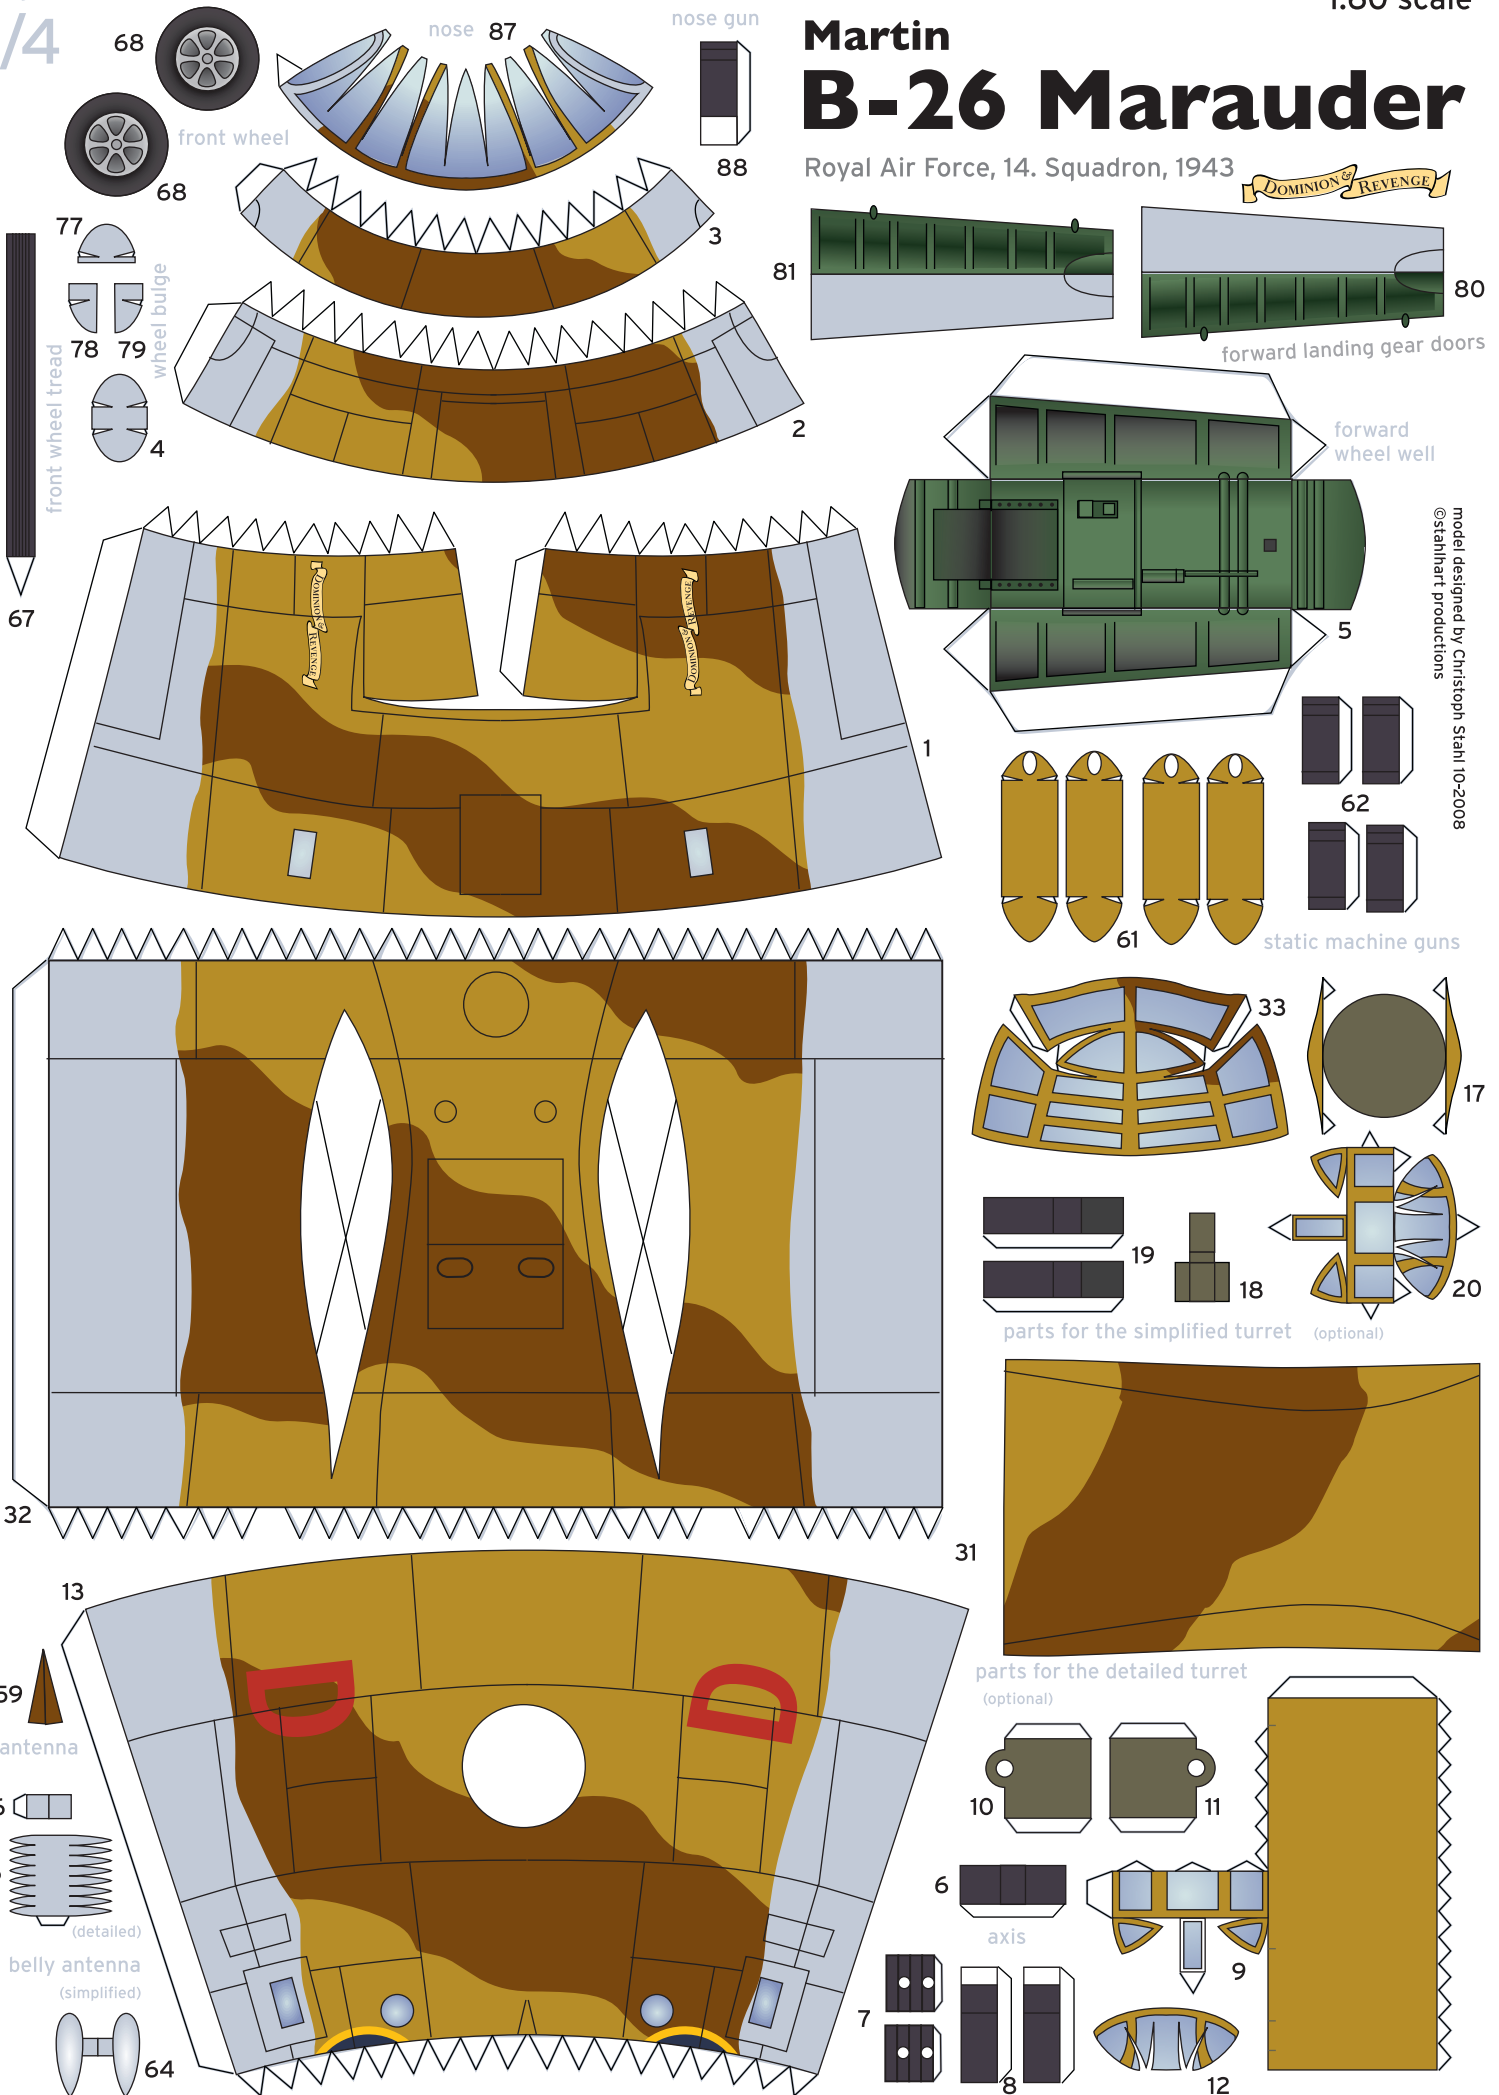 /4
1:80 scale
68
nose 87
nose gun
Martin
B-26 Marauder
Royal Air Force, 14. Squadron, 1943
DOMINION & REVENGE
front wheel
68
88
77
3
81
80
78 79
wheel bulge
forward landing gear doors
front wheel tread
4
2
forward
wheel well
67
DOMINION & REVENGE
DOMINION & REVENGE
5
model designed by Christoph Stahl 10-2008
©stahlhart productions
1
62
61
static machine guns
33
17
19
18
20
parts for the simplified turret (optional)
32
31
13
D
D
59
antenna
parts for the detailed turret
(optional)
10
11
6
axis
(detailed)
belly antenna
(simplified)
9
7
64
8
12